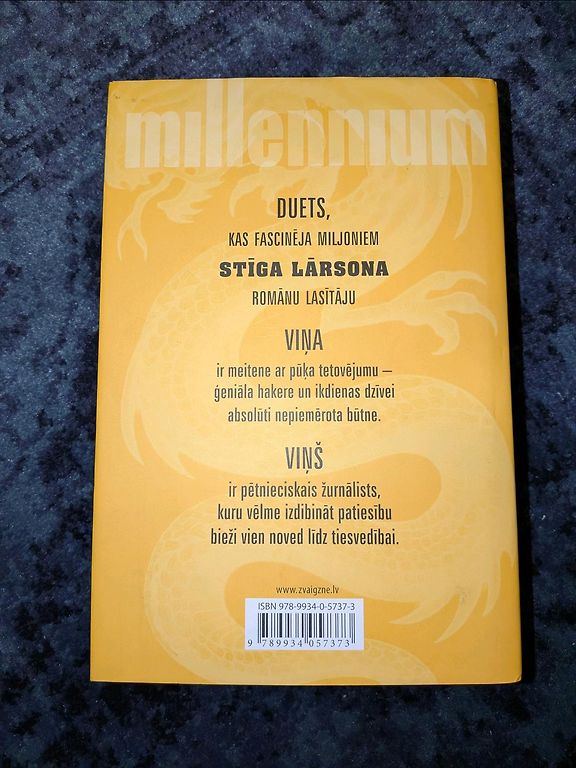 millennium
DUETS,
KAS FASCINĒJA MILJONIEM
STĪGA LĀRSONA
ROMĀNU LASĪTĀJU
VIŅA
ir meitene ar pūķa tetovējumu –
ģeniāla hakere un ikdienas dzīvei
absolūti nepiemērota būtne.
VIŅŠ
ir pētnieciskais žurnālists,
kuru vēlme izdibināt patiesību
bieži vien noved līdz tiesvedībai.
www.zvaigzne.lv
ISBN 978-9934-0-5737-3
9 789934 057373